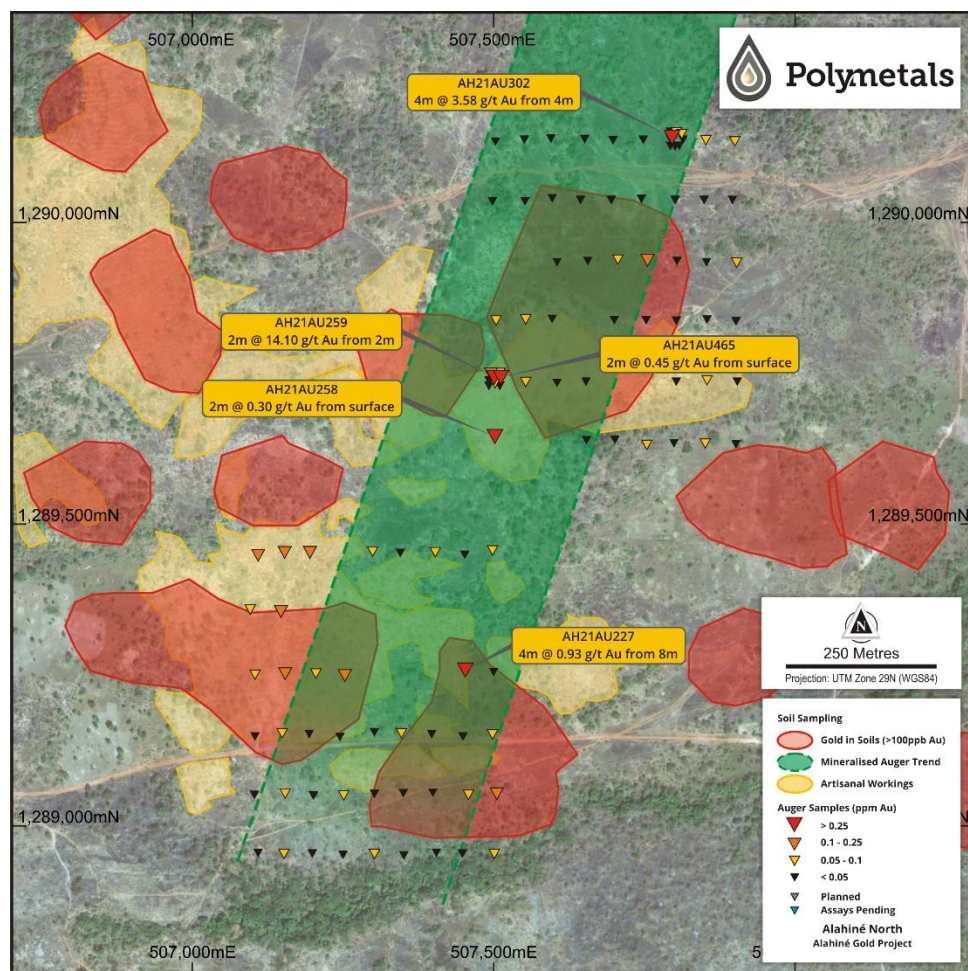 507,000mE
507,500mE
Polymetals
AH21AU302
4m @ 3.58 g/t Au from 4m
1,290,000mN
1,290,000mN
AH21AU259
2m @ 14.10 g/t Au from 2m
AH21AU465
2m @ 0.45 g/t Au from surface
AH21AU258
2m @ 0.30 g/t Au from surface
1,289,500mN
1,289,500mN
AH21AU227
4m @ 0.93 g/t Au from 8m
N
250 Metres
Projection: UTM Zone 29N (WGS84)
Soil Sampling
Gold in Soils (>100ppb Au)
Mineralised Auger Trend
Artisanal Workings
Auger Samples (ppm Au)
> 0.25
0.1 - 0.25
0.05 - 0.1
< 0.05
Planned
Assays Pending
Alahiné North
Alahiné Gold Project
1,289,000mN
507,000mE
507,500mE